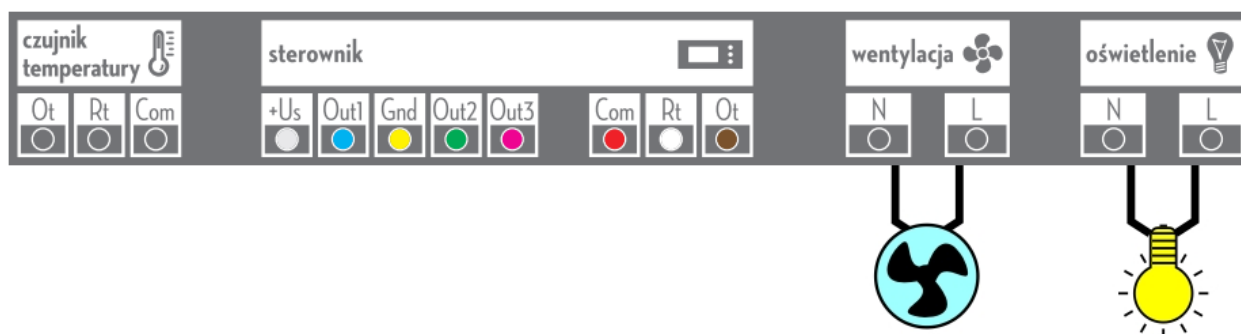 czujnik
temperatury
sterownik
wentylacja
oświetlenie
Ot Rt Com +Us Out1 Gnd Out2 Out3 Com Rt Ot N L N L